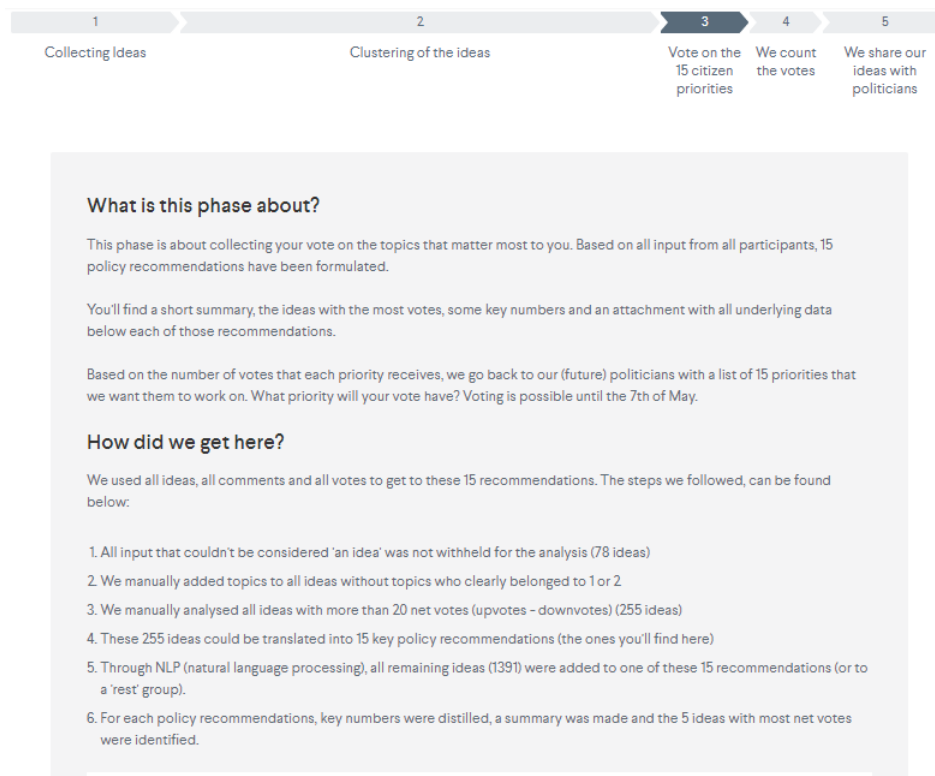 1
2
3
4
5
Collecting Ideas
Clustering of the ideas
Vote on the
15 citizen
priorities
We count
the votes
We share our
ideas with
politicians
What is this phase about?
This phase is about collecting your vote on the topics that matter most to you. Based on all input from all participants, 15
policy recommendations have been formulated.
You'll find a short summary, the ideas with the most votes, some key numbers and an attachment with all underlying data
below each of those recommendations.
Based on the number of votes that each priority receives, we go back to our (future) politicians with a list of 15 priorities that
we want them to work on. What priority will your vote have? Voting is possible until the 7th of May.
How did we get here?
We used all ideas, all comments and all votes to get to these 15 recommendations. The steps we followed, can be found
below:
1. All input that couldn't be considered 'an idea' was not withheld for the analysis (78 ideas)
2. We manually added topics to all ideas without topics who clearly belonged to 1 or 2
3. We manually analysed all ideas with more than 20 net votes (upvotes - downvotes) (255 ideas)
4. These 255 ideas could be translated into 15 key policy recommendations (the ones you'll find here)
5. Through NLP (natural language processing), all remaining ideas (1391) were added to one of these 15 recommendations (or to
a 'rest' group).
6. For each policy recommendations, key numbers were distilled, a summary was made and the 5 ideas with most net votes
were identified.